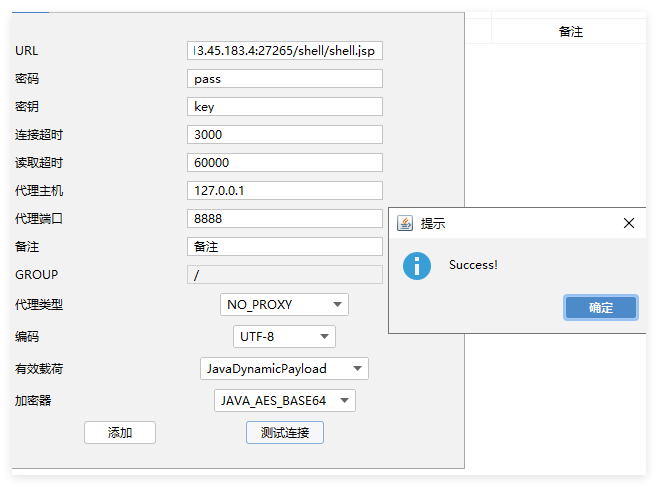 备注
URL 3.45.183.4:27265/shell/shell.jsp
密码 pass
密钥 key
连接超时 3000
读取超时 60000
代理主机 127.0.0.1
代理端口 8888
备注 备注
GROUP /
代理类型 NO_PROXY
编码 UTF-8
有效载荷 JavaDynamicPayload
加密器 JAVA_AES_BASE64
添加 测试连接
提示
Success!
确定